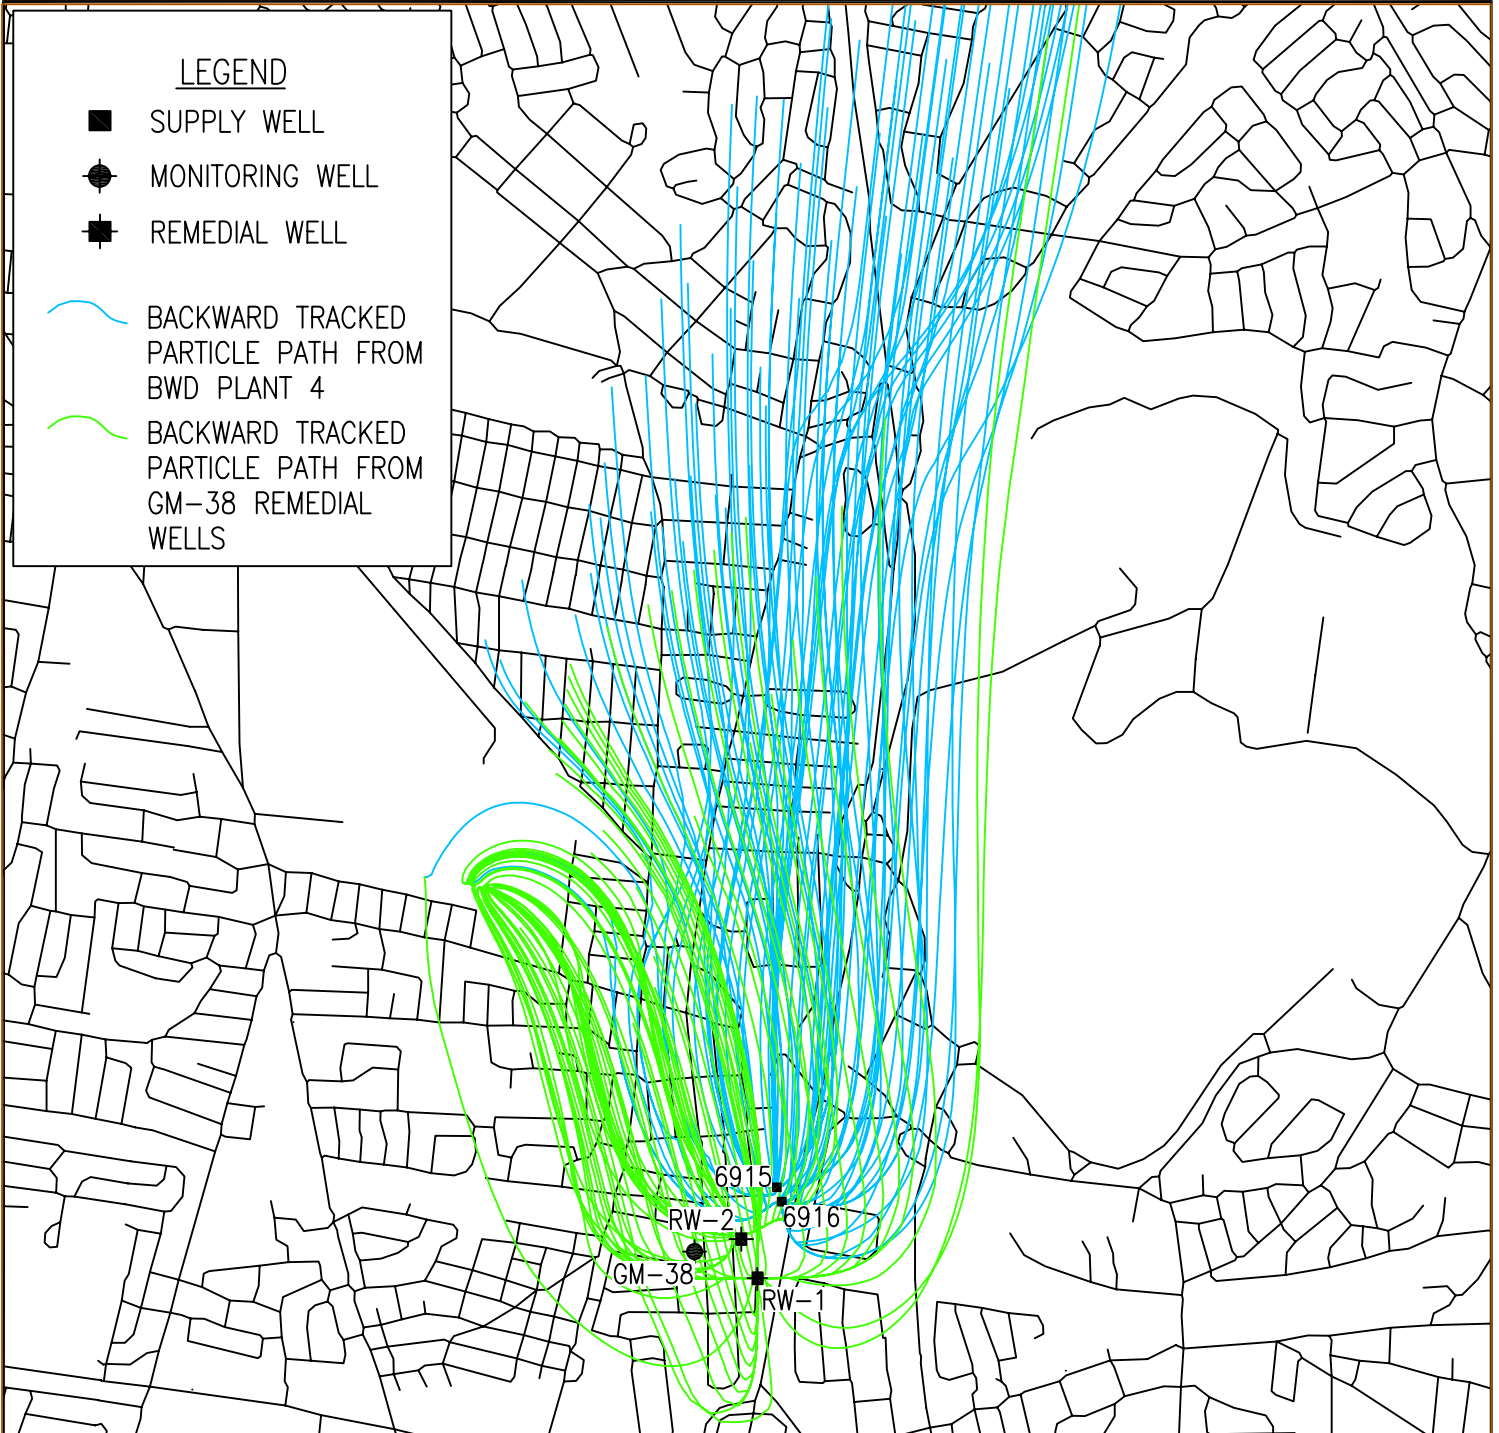 LEGEND
SUPPLY WELL
MONITORING WELL
REMEDIAL WELL
BACKWARD TRACKED
PARTICLE PATH FROM
BWD PLANT 4
BACKWARD TRACKED
PARTICLE PATH FROM
GM-38 REMEDIAL
WELLS
6915
6916
RW-2
GM-38
RW-1